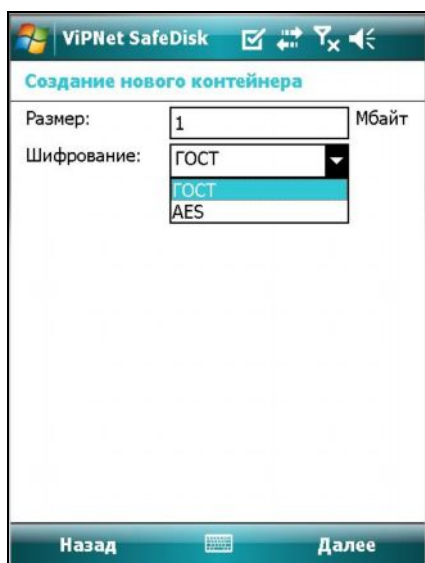 ViPNet SafeDisk
Создание нового контейнера
Размер: 1 Мбайт
Шифрование: ГОСТ
ГОСТ
AES
Назад Далее